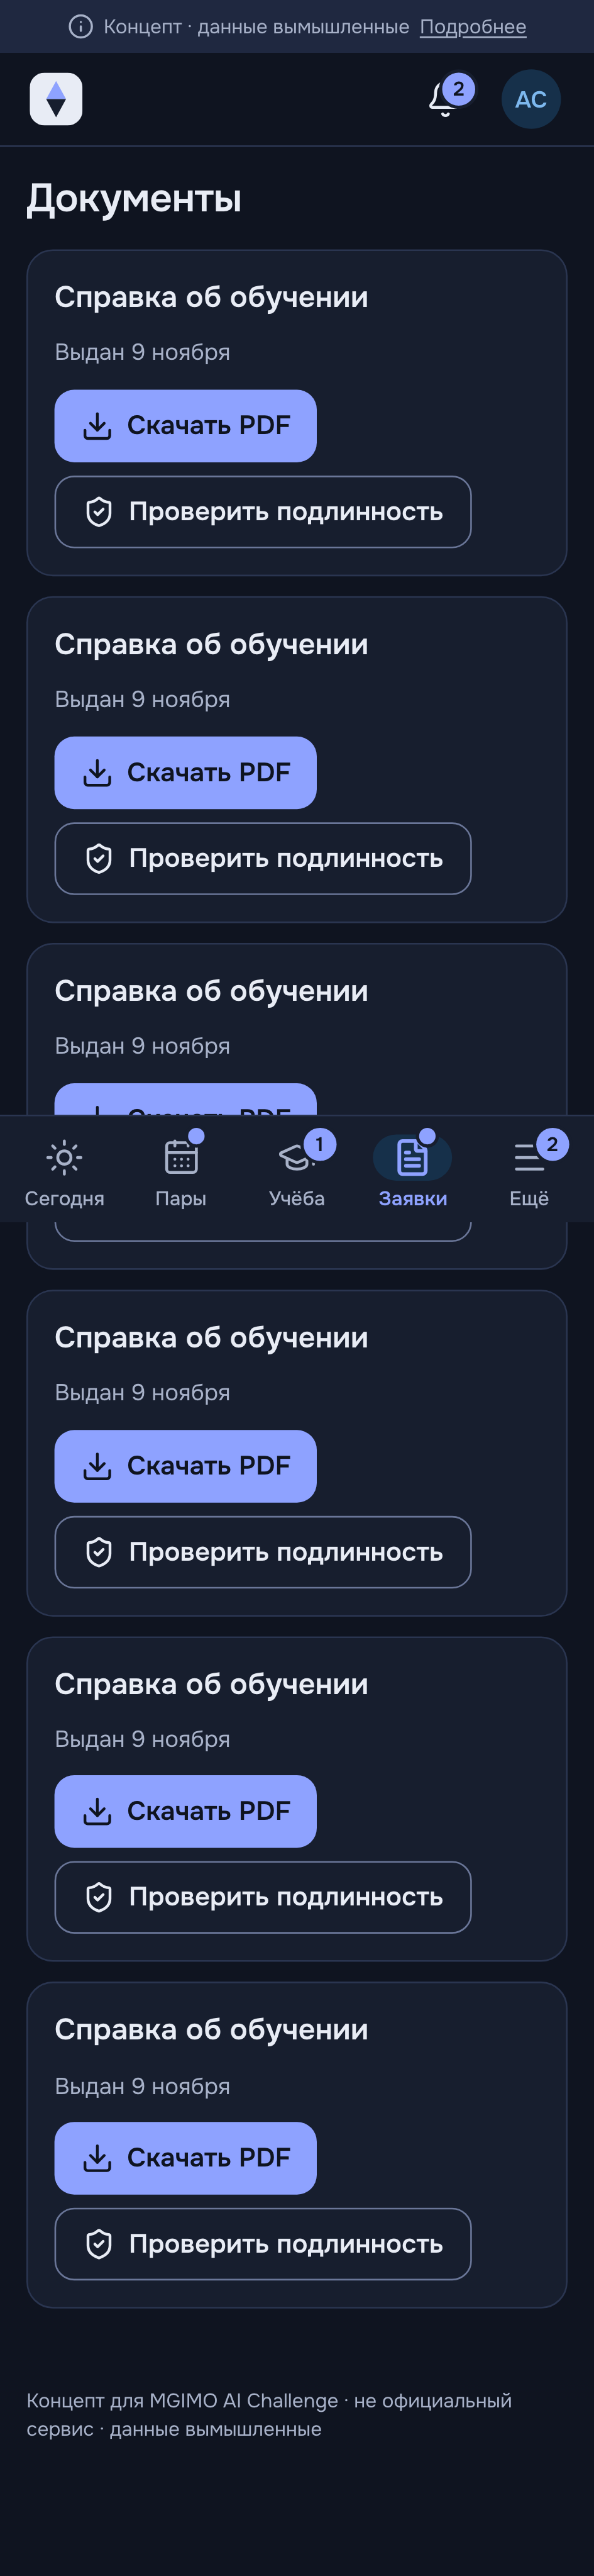 Концепт · данные вымышленные Подробнее
2
АС
Документы
Справка об обучении
Выдан 9 ноября
Скачать PDF
Проверить подлинность
Справка об обучении
Выдан 9 ноября
Скачать PDF
Проверить подлинность
Справка об обучении
Выдан 9 ноября
1
2
Сегодня
Пары
Учёба
Заявки
Ещё
Справка об обучении
Выдан 9 ноября
Скачать PDF
Проверить подлинность
Справка об обучении
Выдан 9 ноября
Скачать PDF
Проверить подлинность
Справка об обучении
Выдан 9 ноября
Скачать PDF
Проверить подлинность
Концепт для MGIMO AI Challenge · не официальный
сервис · данные вымышленные